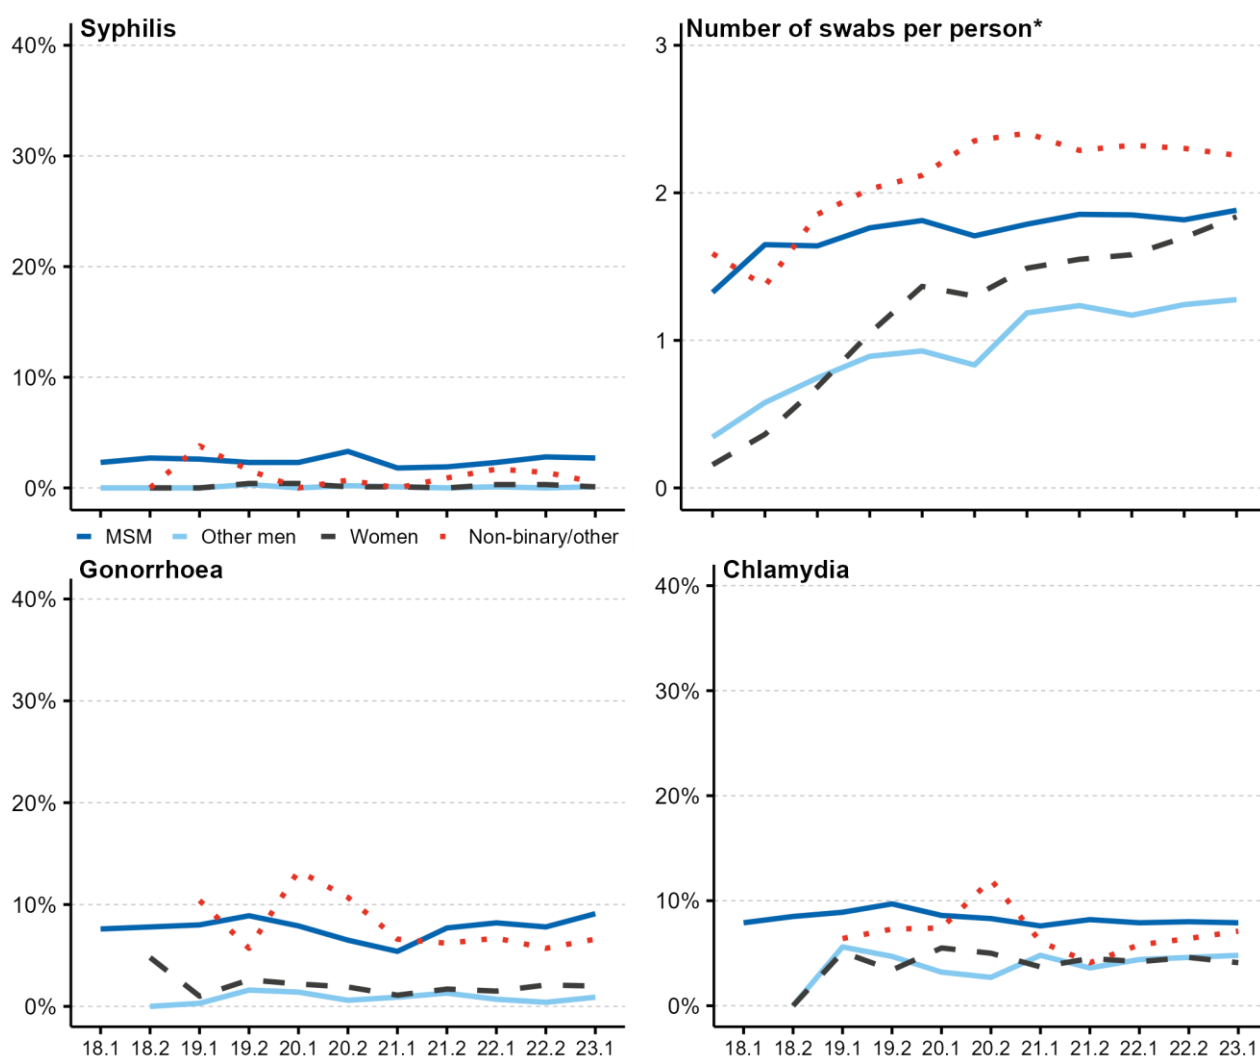 Syphilis
40%
30%
20%
10%
0%
Number of swabs per person*
3
2
1
0
MSM Other men Women Non-binary/other
Gonorrhoea
40%
30%
20%
10%
0%
18.1 18.2 19.1 19.2 20.1 20.2 21.1 21.2 22.1 22.2 23.1
Chlamydia
40%
30%
20%
10%
0%
18.1 18.2 19.1 19.2 20.1 20.2 21.1 21.2 22.1 22.2 23.1